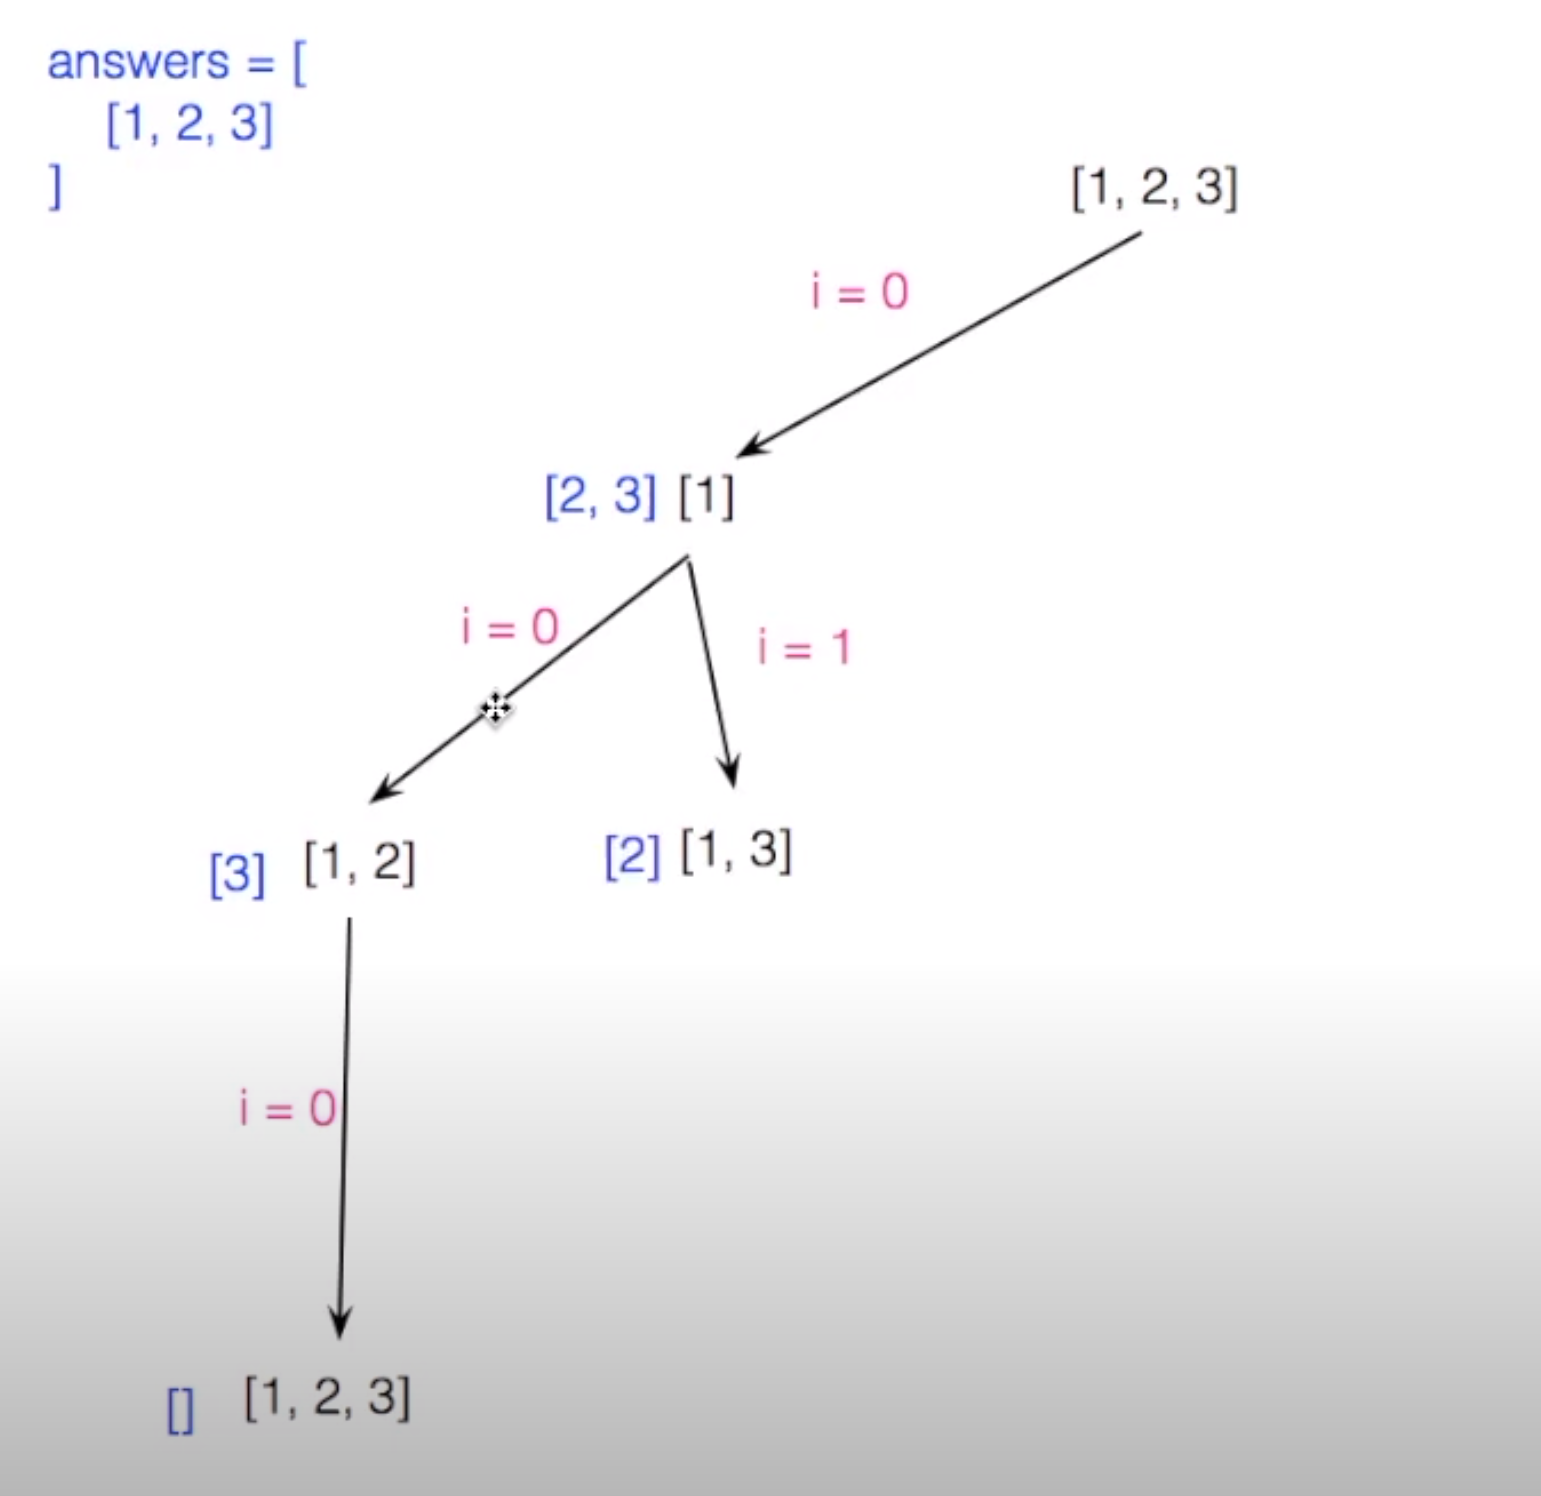 answers = [
[1, 2, 3]
]
[1, 2, 3]
i = 0
[2, 3] [1]
i = 0
i = 1
[3] [1, 2]
[2] [1, 3]
i = 0
[] [1, 2, 3]